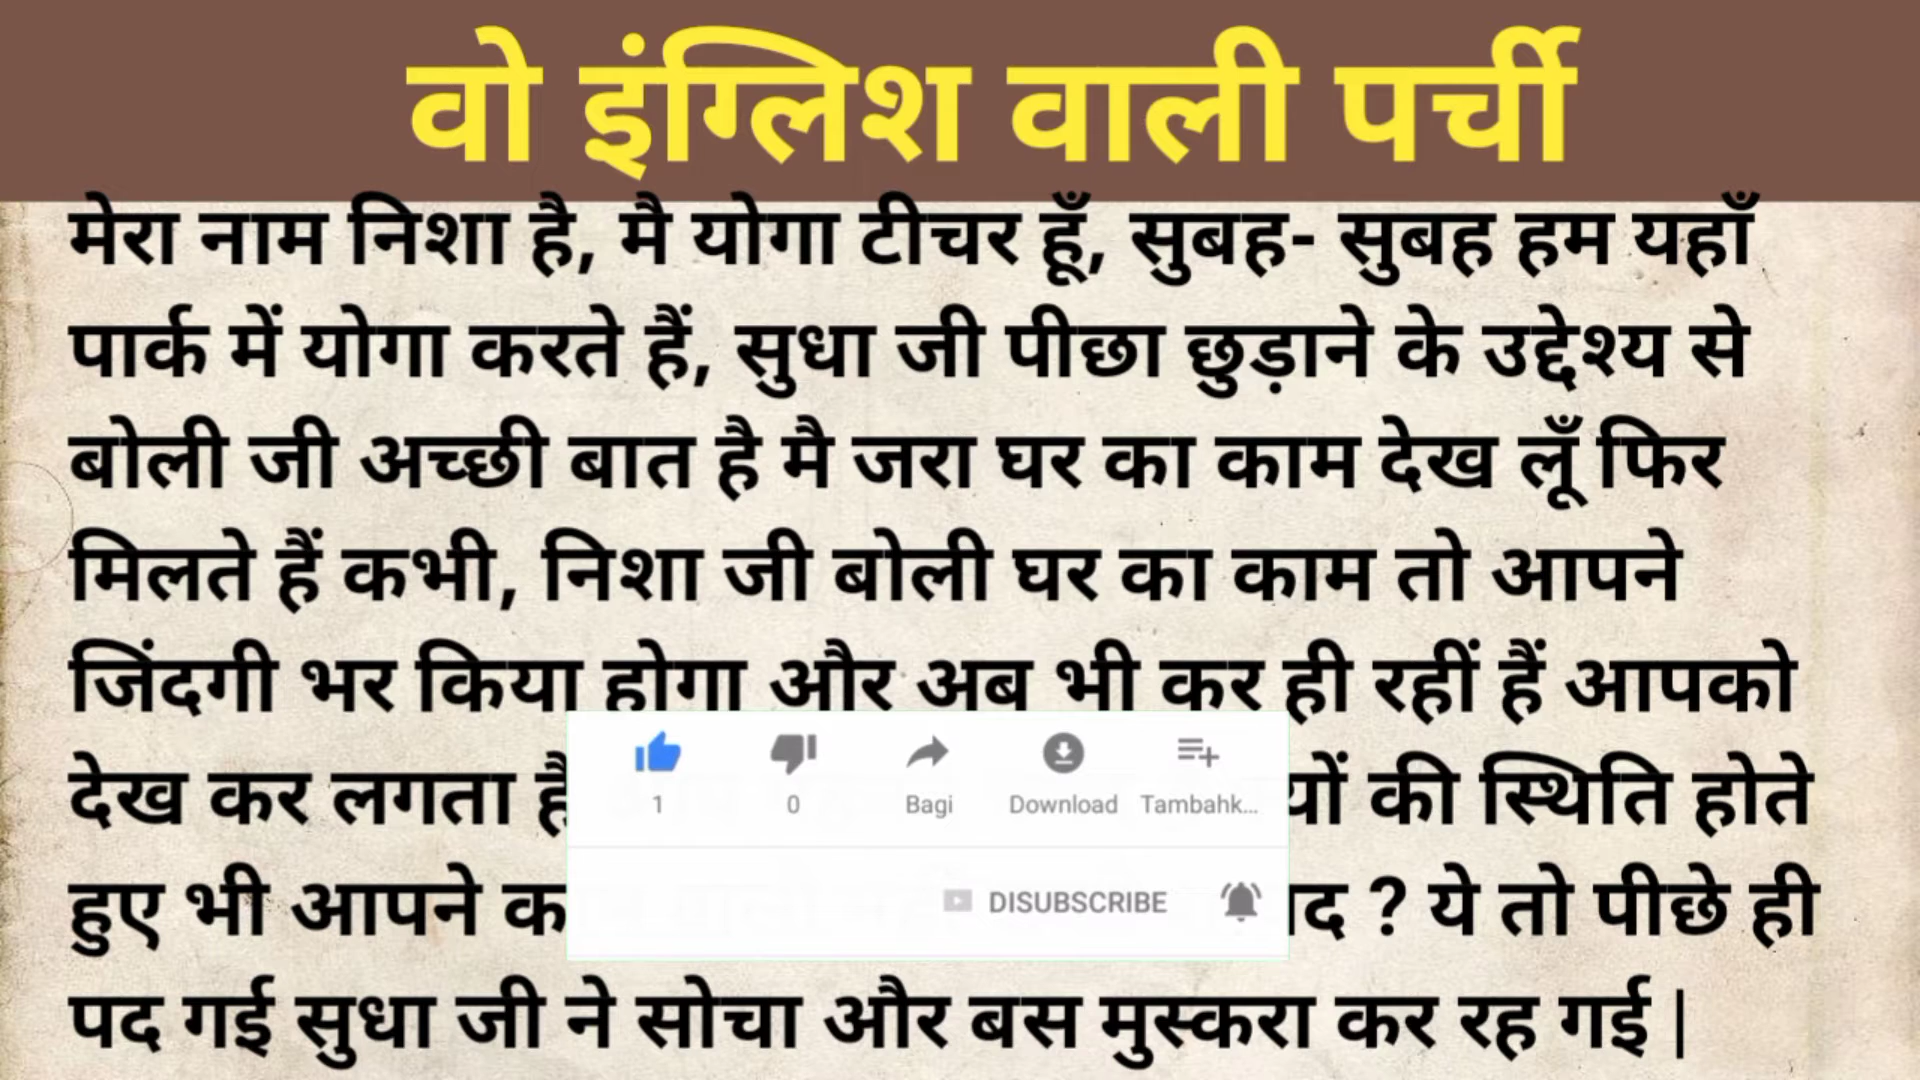 वो इंग्लिश वाली पर्ची
मेरा नाम निशा है, मै योगा टीचर हूँ, सुबह- सुबह हम यहाँ
पार्क में योगा करते हैं, सुधा जी पीछा छुड़ाने के उद्देश्य से
बोली जी अच्छी बात है मै जरा घर का काम देख लूँ फिर
मिलते हैं कभी, निशा जी बोली घर का काम तो आपने
जिंदगी भर किया होगा और अब भी कर ही रहीं हैं आपको
देख कर लगता है की स्थिति होते
हुए भी आपने ? ये तो पीछे ही
पद गई सुधा जी ने सोचा और बस मुस्करा कर रह गई |
1 0 Bagi Download Tambahk...
DISUBSCRIBE